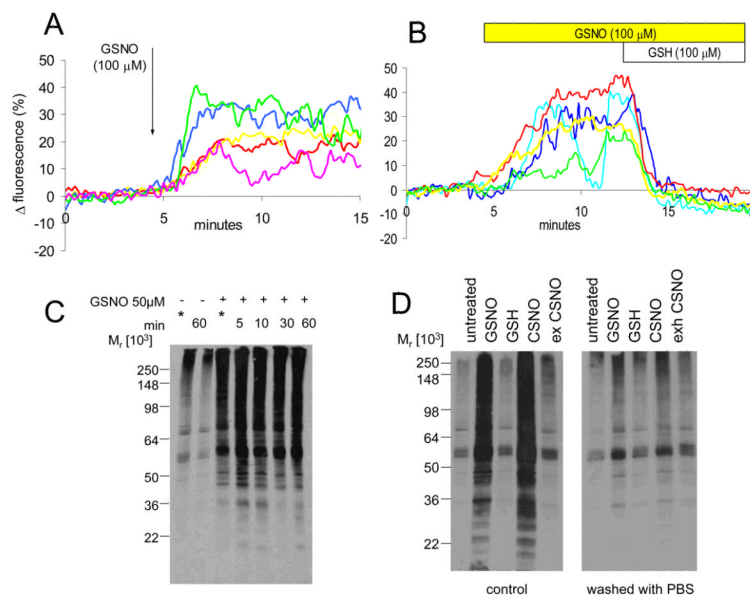 A
GSNO
(100 µM)
Δ fluorescence (%)
50
40
30
20
10
0
-10
-20
0
5
10
15
minutes
B
GSNO (100 µM)
GSH (100 µM)
50
40
30
20
10
0
-10
-20
0
5
10
15
minutes
C
GSNO 50µM - - + + + + +
min * 60 * 5 10 30 60
Mr [10³]
250
148
98
64
50
36
22
D
untreated GSNO GSH CSNO ex CSNO
untreated GSNO GSH CSNO exh CSNO
Mr [10³]
250
148
98
64
50
36
22
control
washed with PBS